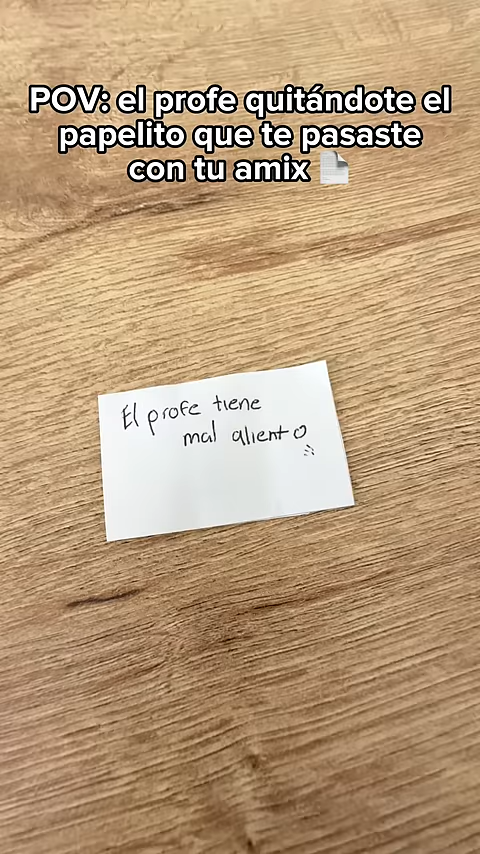 POV: el profe quitándote el
papelito que te pasaste
con tu amix 📄
El profe tiene
mal aliento